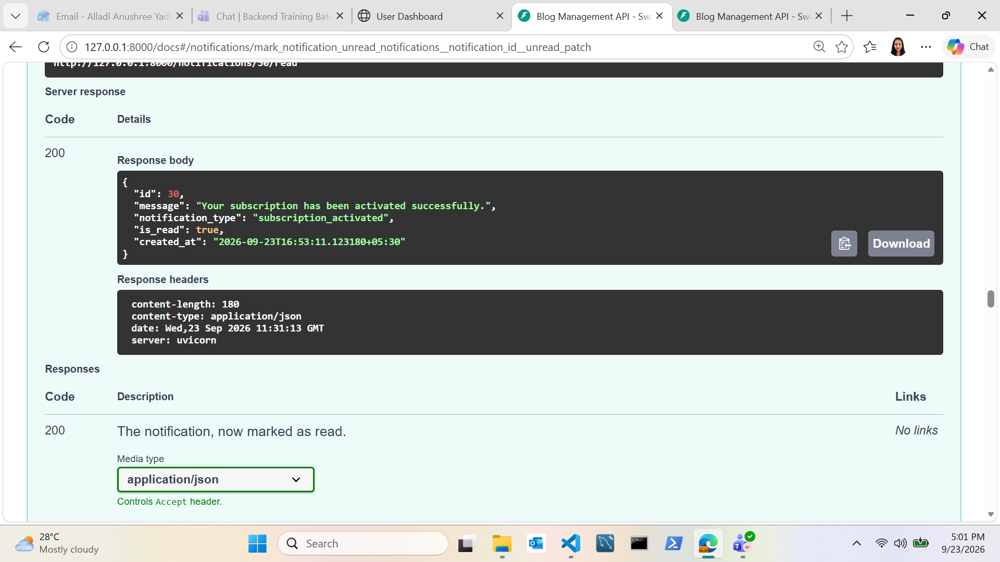 Email - Alladi Anushree Yada
Chat | Backend Training Batc
User Dashboard
Blog Management API - Swa
Blog Management API - Swa
127.0.0.1:8000/docs#/notifications/mark_notification_unread_notifications__notification_id__unread_patch
Chat
http://127.0.0.1:8000/notifications/30/read
Server response
Code Details
200
Response body
{
"id": 30,
"message": "Your subscription has been activated successfully.",
"notification_type": "subscription_activated",
"is_read": true,
"created_at": "2026-09-23T16:53:11.123180+05:30"
}
Download
Response headers
content-length: 180
content-type: application/json
date: Wed,23 Sep 2026 11:31:13 GMT
server: uvicorn
Responses
Code Description Links
200 The notification, now marked as read. No links
Media type
application/json
Controls Accept header.
28°C
Mostly cloudy
Search
AY
5:01 PM
9/23/2026